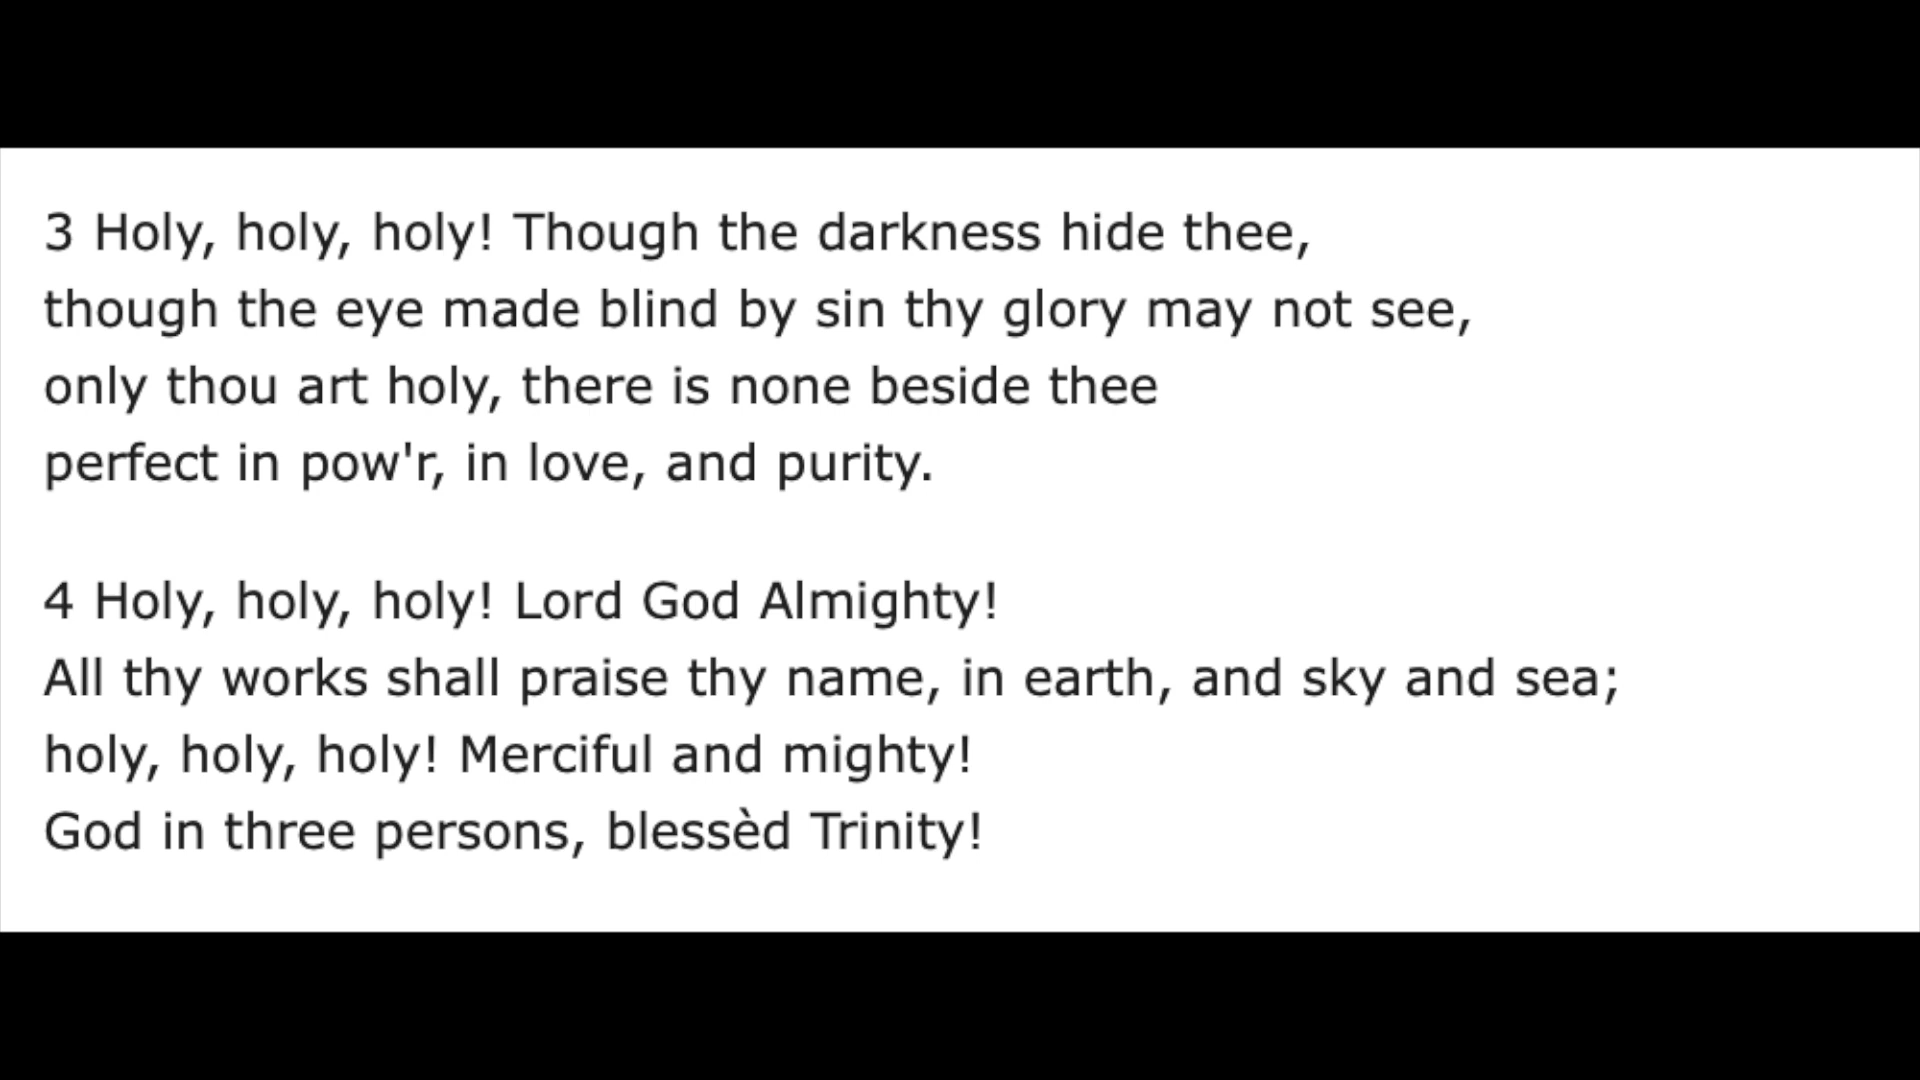 3 Holy, holy, holy! Though the darkness hide thee,
though the eye made blind by sin thy glory may not see,
only thou art holy, there is none beside thee
perfect in pow'r, in love, and purity.
4 Holy, holy, holy! Lord God Almighty!
All thy works shall praise thy name, in earth, and sky and sea;
holy, holy, holy! Merciful and mighty!
God in three persons, blessèd Trinity!